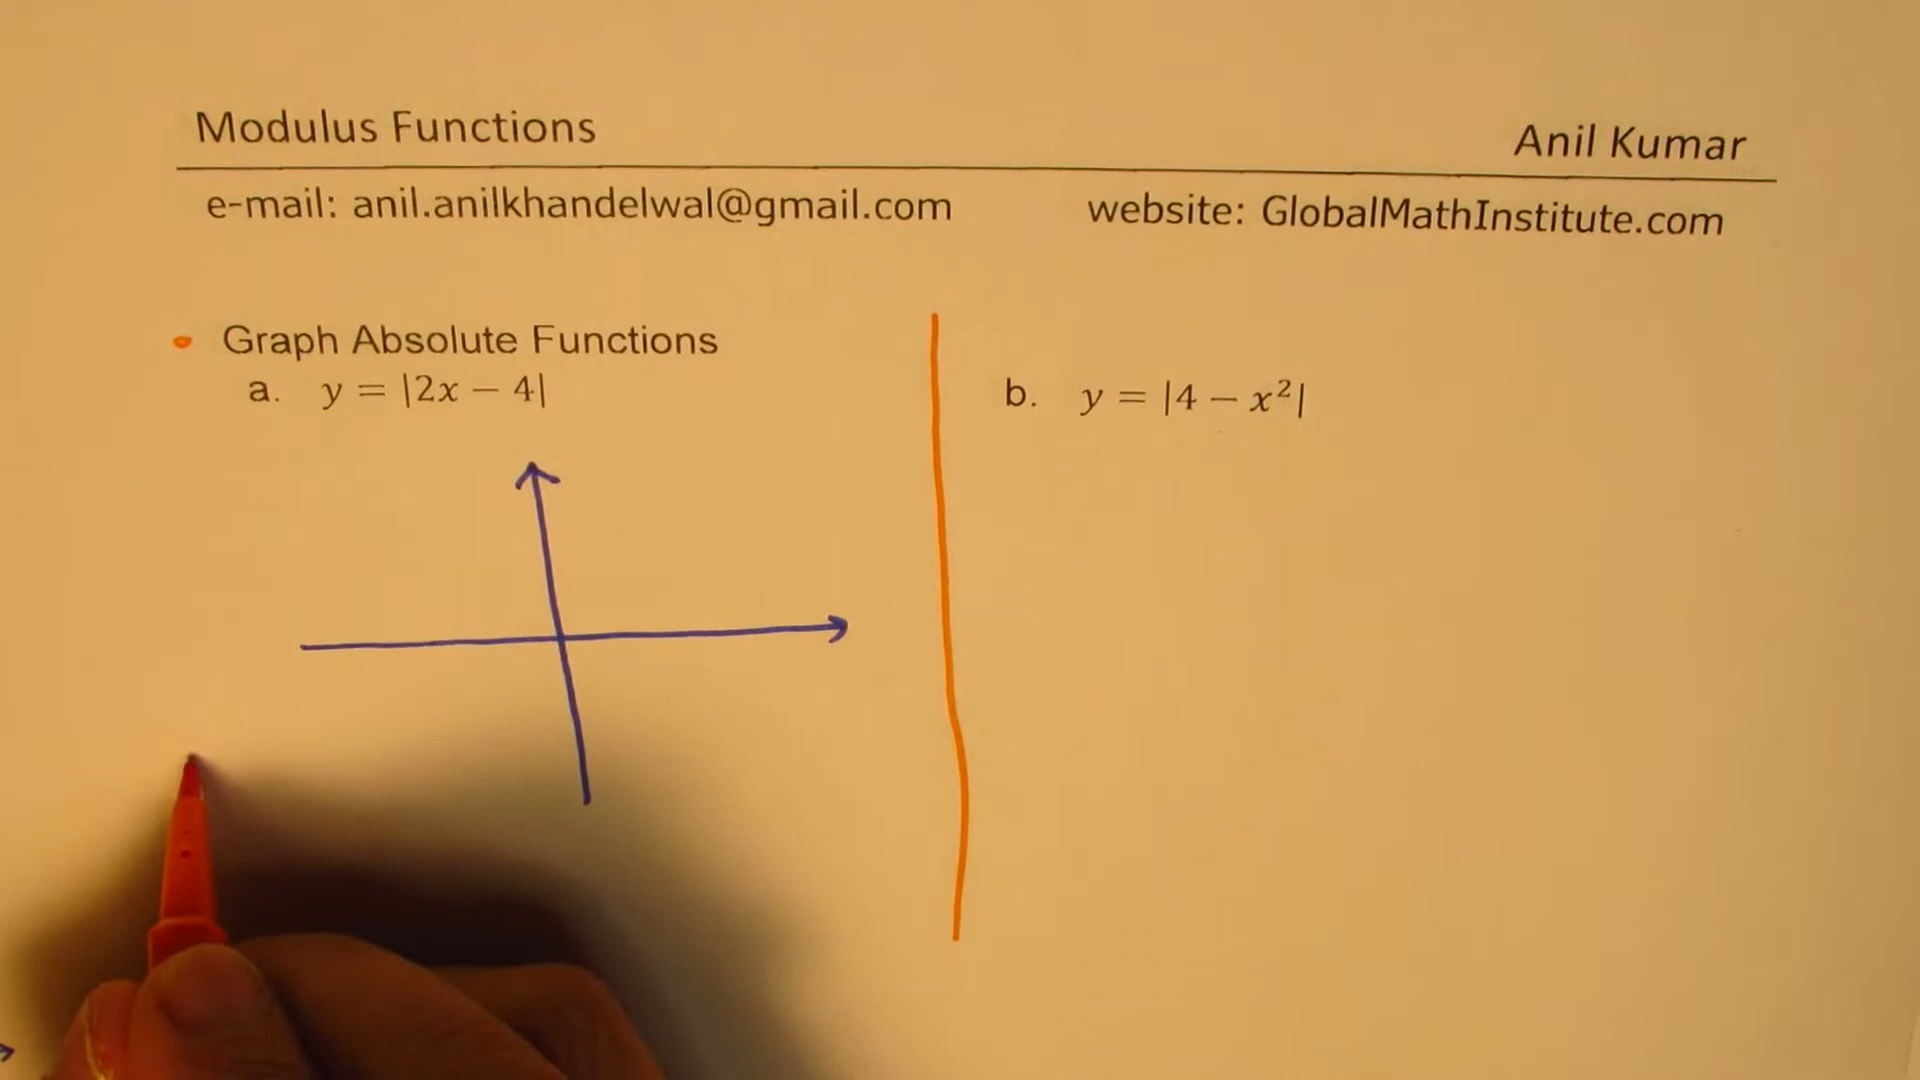 Modulus Functions Anil Kumar
e-mail: anil.anilkhandelwal@gmail.com website: GlobalMathInstitute.com
Graph Absolute Functions
a. y = |2x − 4|
b. y = |4 − x²|